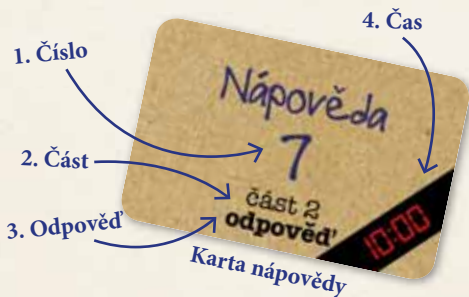 1. Číslo
2. Část
3. Odpověď
4. Čas
Nápověda
7
část 2
odpověď
10:00
Karta nápovědy